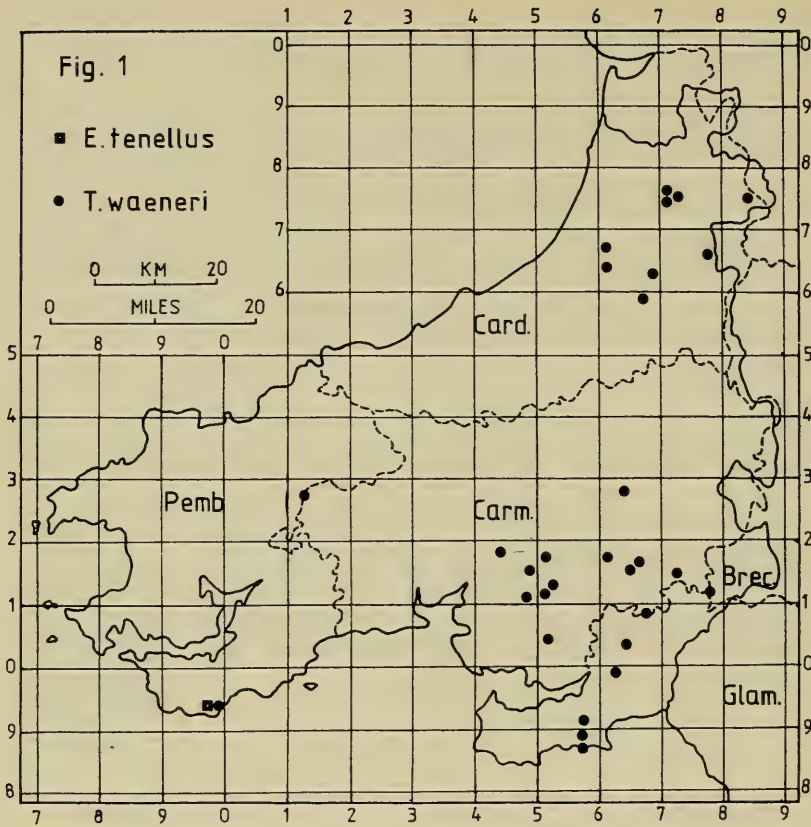 1 2 3 4 5 6 7 8 9
Fig. 1
E. tenellus
T. waeneri
0 KM 20
0 MILES 20
0 0
9 9
8 8
7 7
6 6
7 8 9 0
5 5
4 4
3 3
2 2
1 1
0 0
9 9
8 8
Card.
Pemb
Carm.
Brec.
Glam.
7 8 9 0 1 2 3 4 5 6 7 8 9